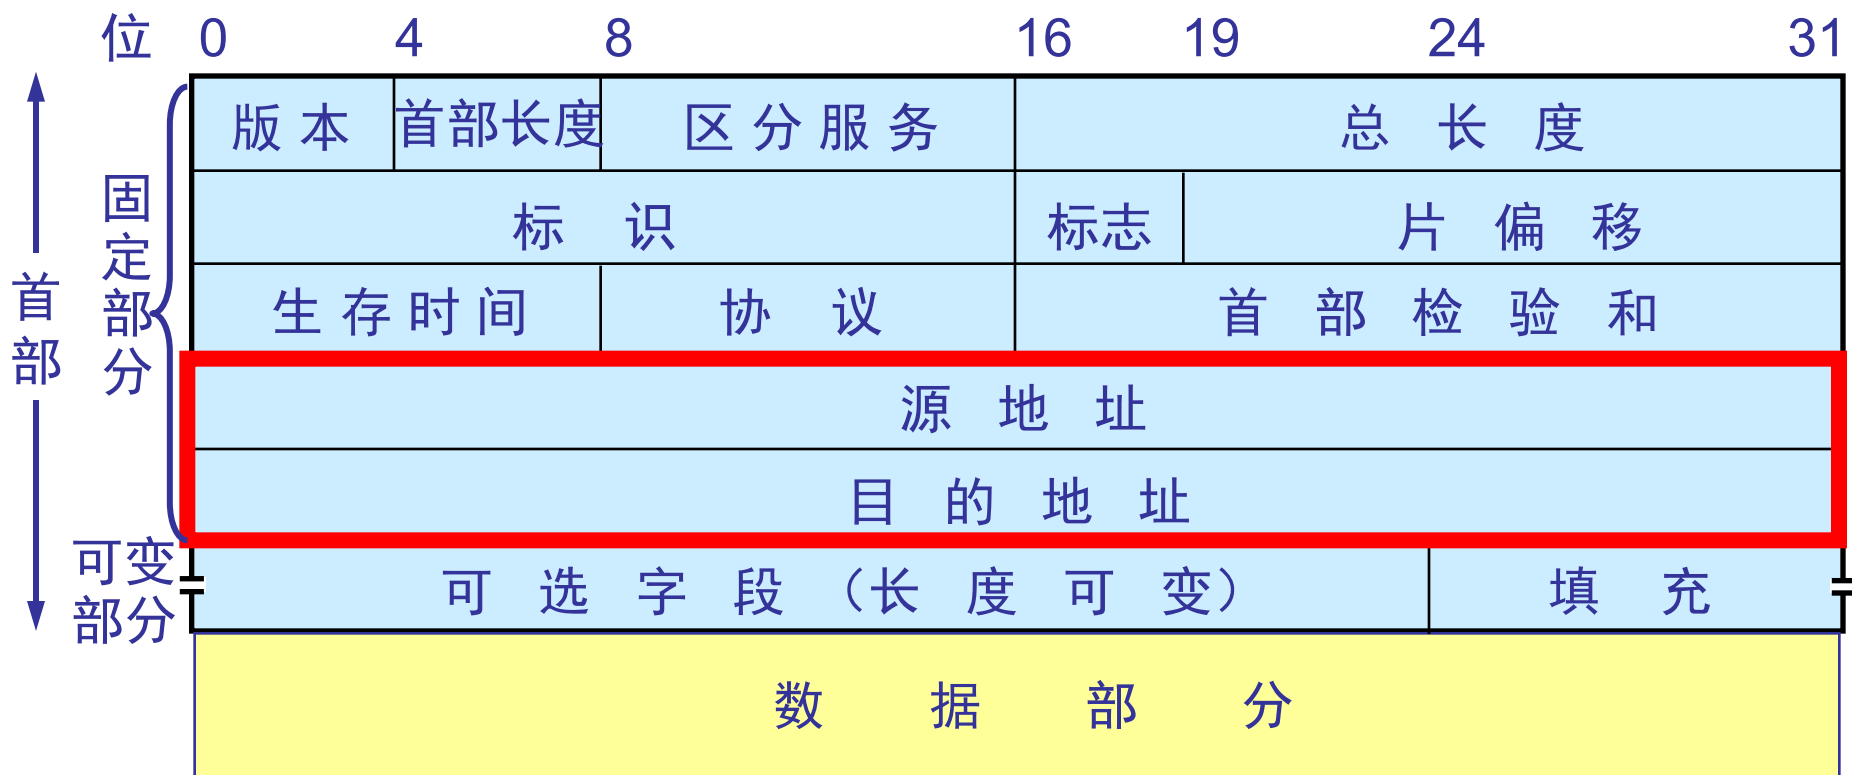 位 0 4 8 16 19 24 31
版本 首部长度 区分服务 总长度
标识 标志 片偏移
生存时间 协议 首部检验和
源地址
目的地址
可选字段（长度可变） 填充
数据部分
首部
固定部分
可变
部分